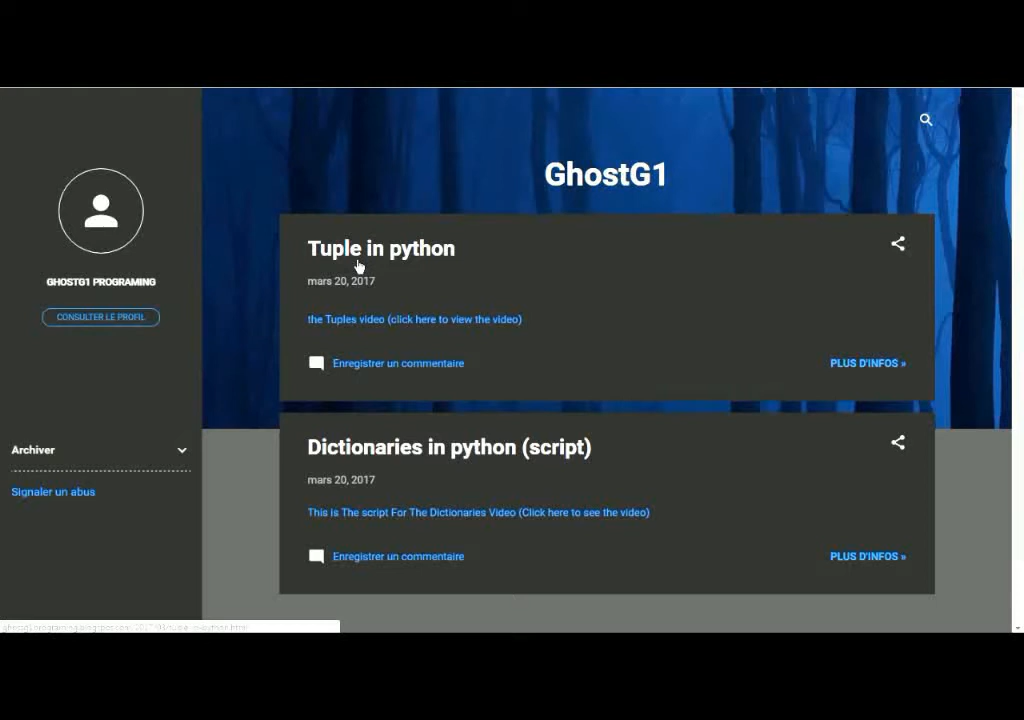 GhostG1
GHOSTG1 PROGRAMING
CONSULTER LE PROFIL
Archiver
Signaler un abus
Tuple in python
mars 20, 2017
the Tuples video (click here to view the video)
Enregistrer un commentaire
PLUS D'INFOS »
Dictionaries in python (script)
mars 20, 2017
This is The script For The Dictionaries Video (Click here to see the video)
Enregistrer un commentaire
PLUS D'INFOS »